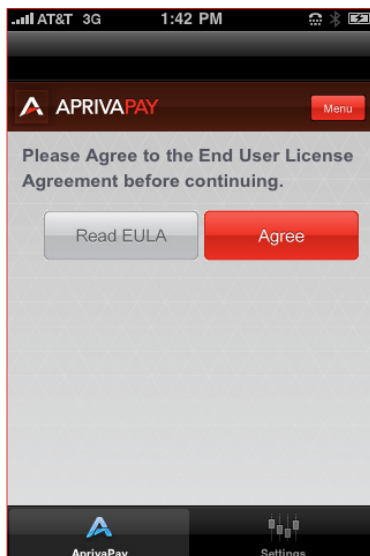 AT&T 3G 1:42 PM
APRIVAPAY Menu
Please Agree to the End User License
Agreement before continuing.
Read EULA Agree
AprivaPay Settings